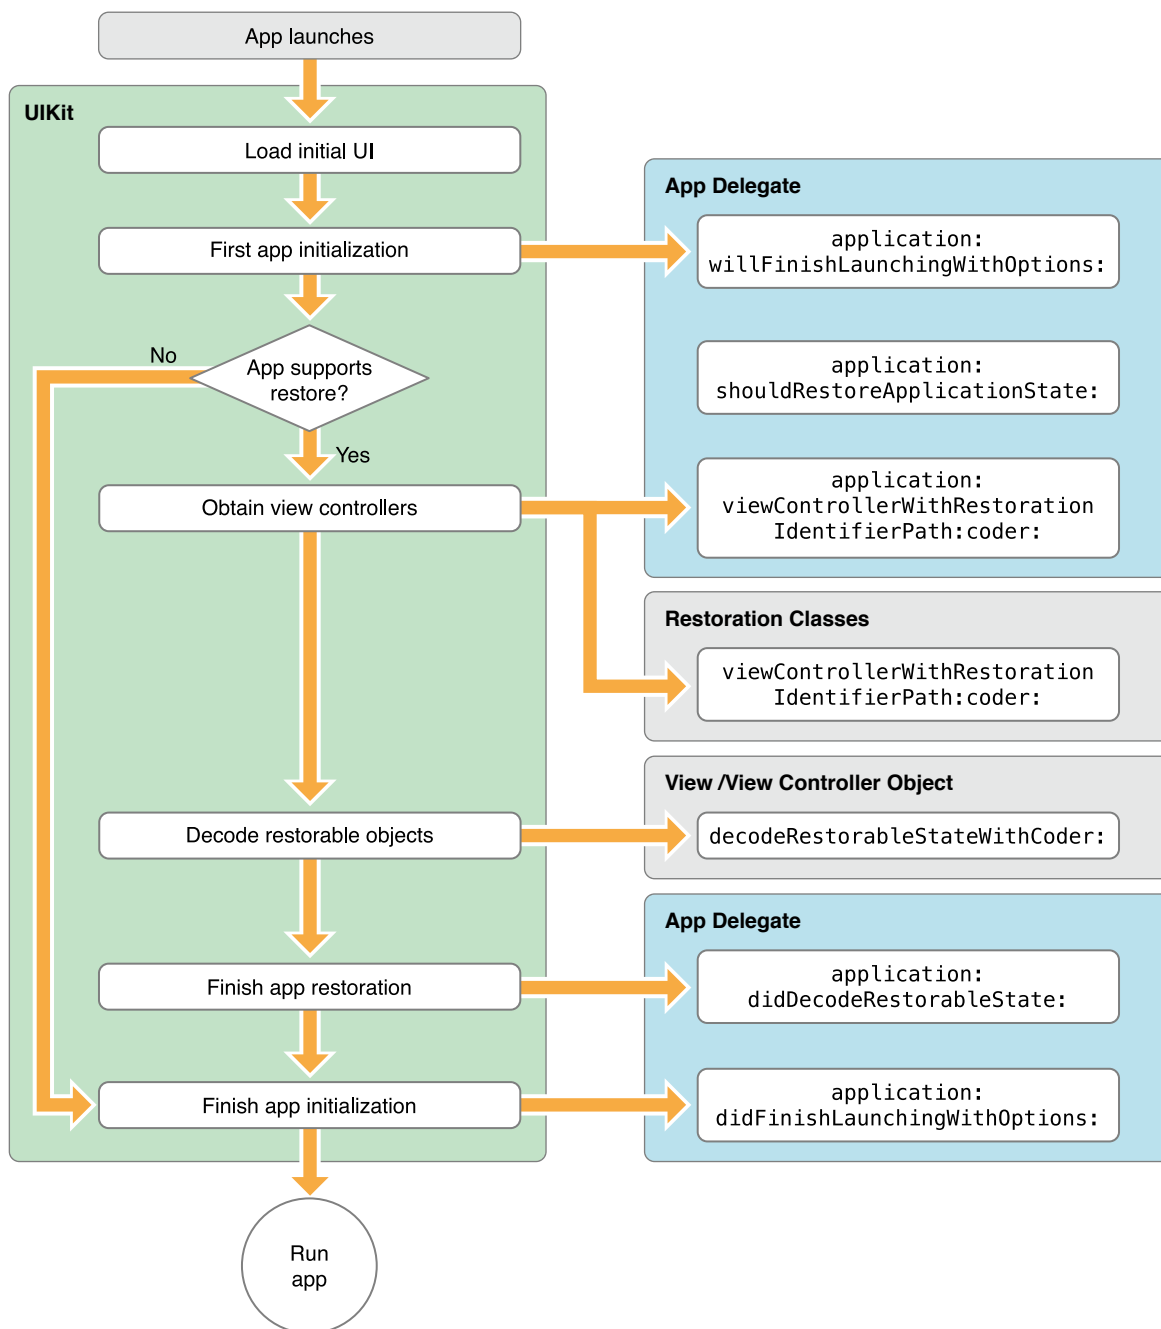 App launches
UIKit
Load initial UI
First app initialization
No
App supports
restore?
Yes
Obtain view controllers
Decode restorable objects
Finish app restoration
Finish app initialization
Run
app
App Delegate
application:
willFinishLaunchingWithOptions:
application:
shouldRestoreApplicationState:
application:
viewControllerWithRestoration
IdentifierPath:coder:
Restoration Classes
viewControllerWithRestoration
IdentifierPath:coder:
View /View Controller Object
decodeRestorableStateWithCoder:
App Delegate
application:
didDecodeRestorableState:
application:
didFinishLaunchingWithOptions: